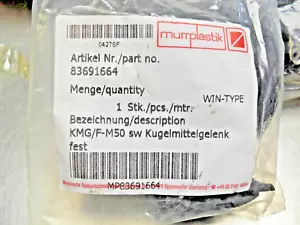 murrplastik
0427SF
Artikel Nr./part no.
83691664
Menge/quantity
WIN-TYPE
1 Stk./pcs./mtr.
Bezeichnung/description
KMG/F-M50 sw Kugelmittelgelenk
fest
MP83691664